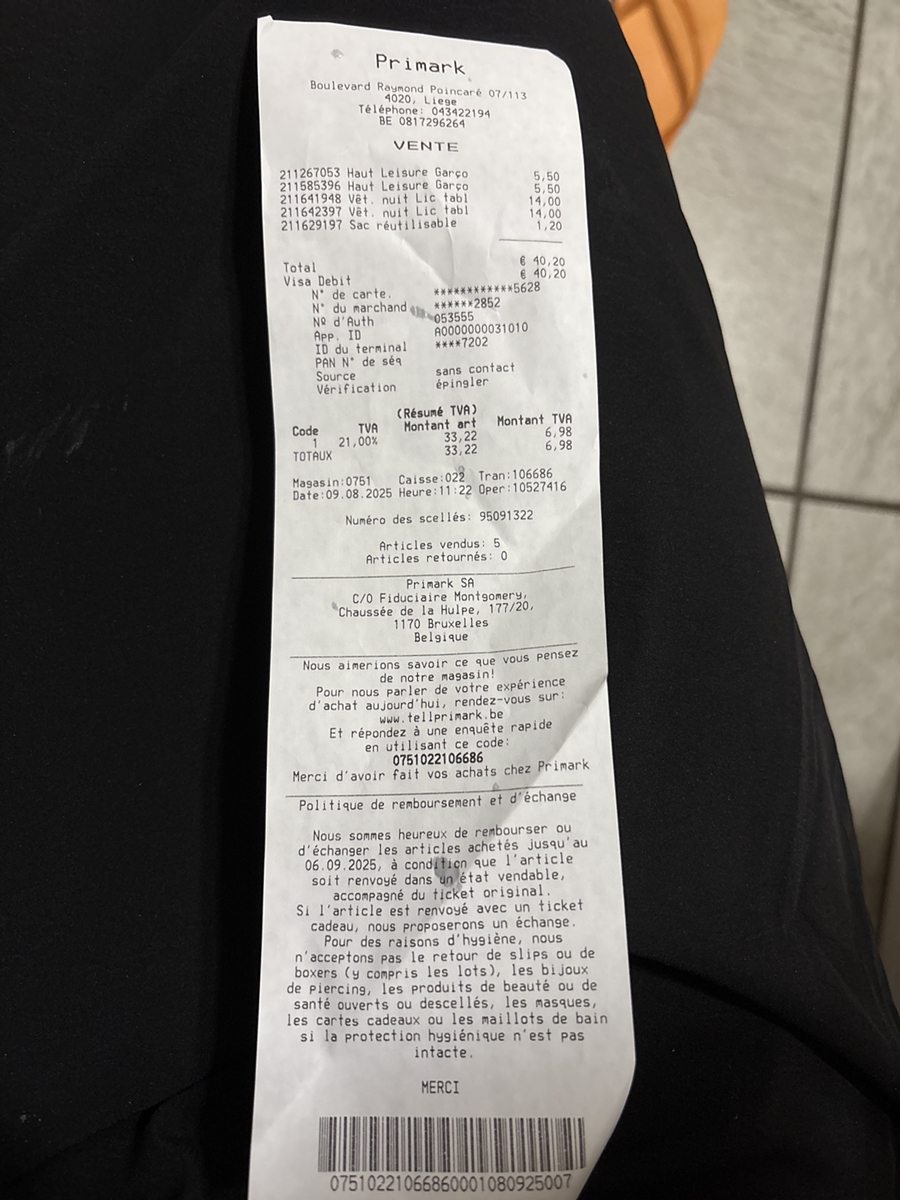 Primark
Boulevard Raymond Poincaré 07/113
4020, Liege
Téléphone: 043422194
BE 0817296264
VENTE
211267053 Haut Leisure Garço 5,50
211585396 Haut Leisure Garço 5,50
211641948 Vêt. nuit Lic tabl 14,00
211642397 Vêt. nuit Lic tabl 14,00
211629197 Sac réutilisable 1,20
Total € 40,20
Visa Debit € 40,20
N° de carte. ************5628
N° du marchand ******2852
Nº d'Auth 053555
App. ID A0000000031010
ID du terminal ****7202
PAN N° de séq
Source sans contact
Vérification épingler
(Résumé TVA)
Code TVA Montant art Montant TVA
1 21,00% 33,22 6,98
TOTAUX 33,22 6,98
Magasin:0751 Caisse:022 Tran:106686
Date:09.08.2025 Heure:11:22 Oper:10527416
Numéro des scellés: 95091322
Articles vendus: 5
Articles retournés: 0
Primark SA
C/O Fiduciaire Montgomery,
Chaussée de la Hulpe, 177/20,
1170 Bruxelles
Belgique
Nous aimerions savoir ce que vous pensez
de notre magasin!
Pour nous parler de votre expérience
d'achat aujourd'hui, rendez-vous sur:
www.tellprimark.be
Et répondez à une enquête rapide
en utilisant ce code:
0751022106686
Merci d'avoir fait vos achats chez Primark
Politique de remboursement et d'échange
Nous sommes heureux de rembourser ou
d'échanger les articles achetés jusqu'au
06.09.2025, à condition que l'article
soit renvoyé dans un état vendable,
accompagné du ticket original.
Si l'article est renvoyé avec un ticket
cadeau, nous proposerons un échange.
Pour des raisons d'hygiène, nous
n'acceptons pas le retour de slips ou de
boxers (y compris les lots), les bijoux
de piercing, les produits de beauté ou de
santé ouverts ou descellés, les masques,
les cartes cadeaux ou les maillots de bain
si la protection hygiénique n'est pas
intacte.
MERCI
07510221066860001080925007